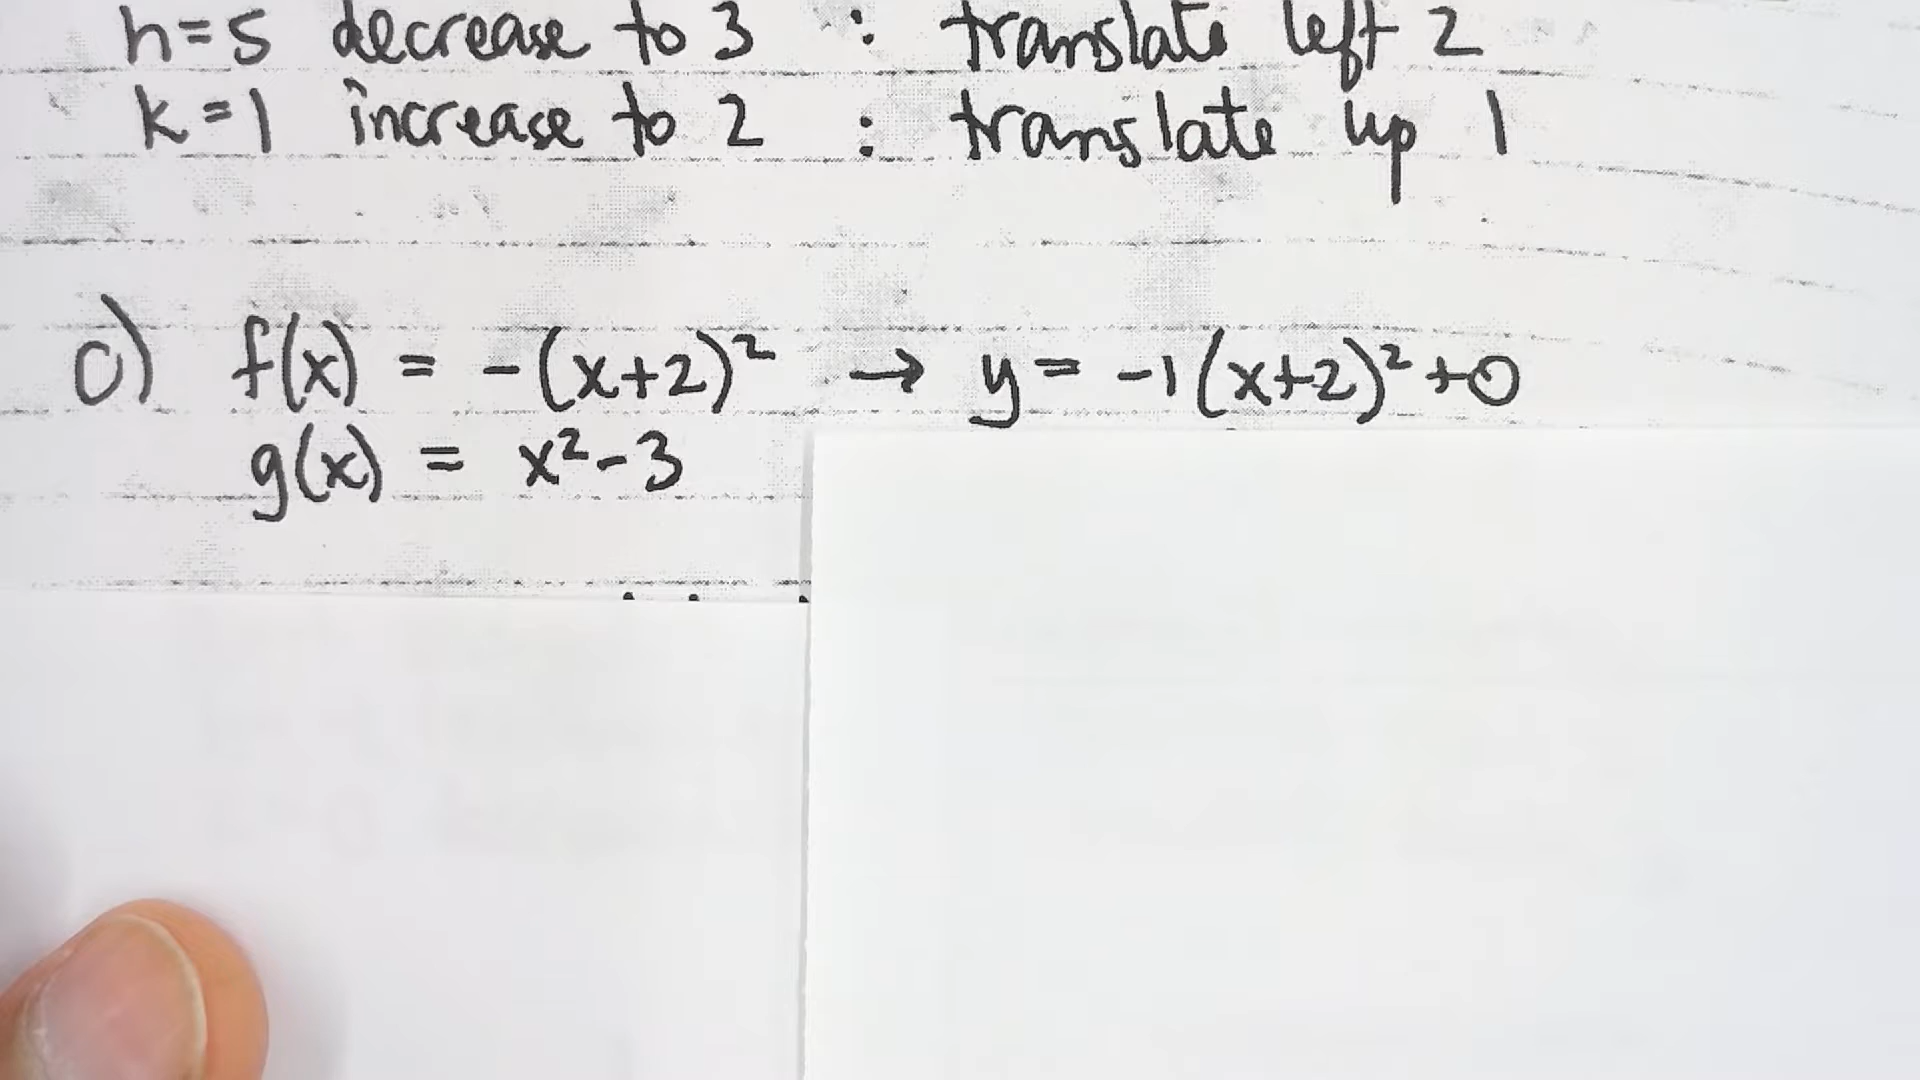 h=5 decrease to 3 : translate left 2
k=1 increase to 2 : translate up 1
c) f(x) = -(x+2)² → y = -1(x+2)²+0
g(x) = x²-3